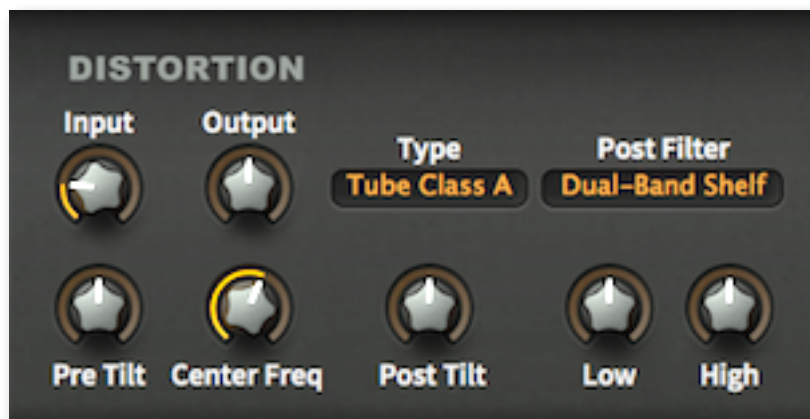 DISTORTION
Input
Output
Type
Post Filter
Tube Class A
Dual-Band Shelf
Pre Tilt
Center Freq
Post Tilt
Low
High